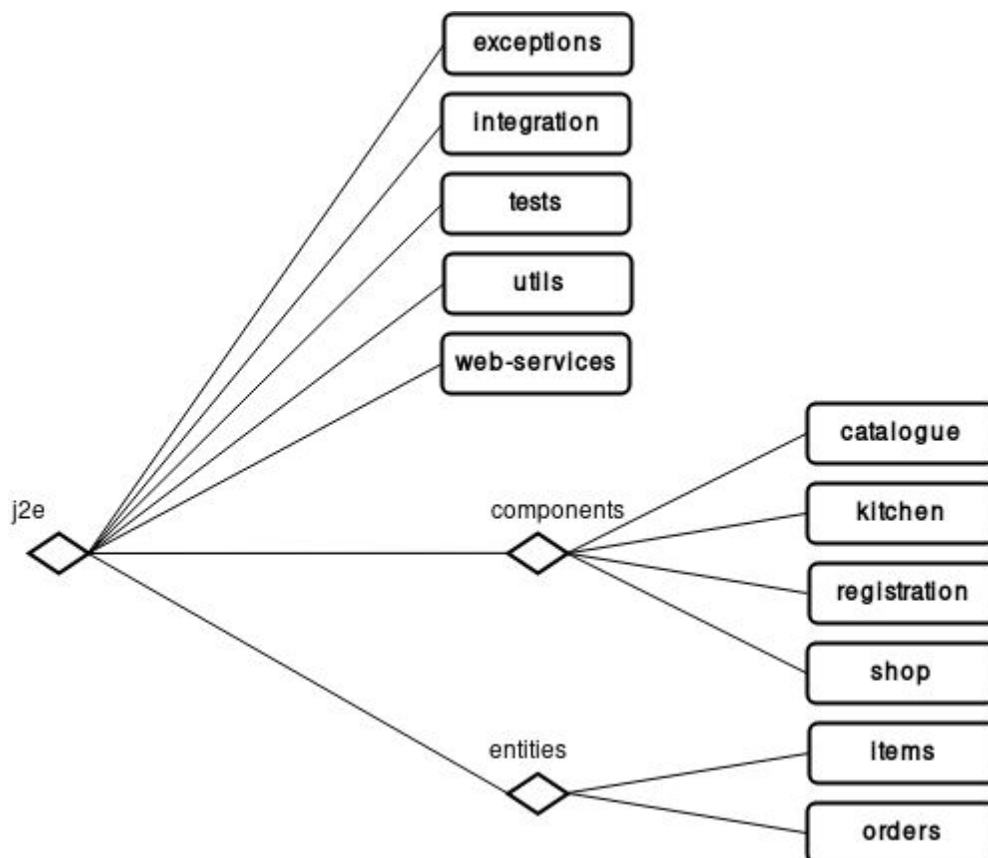 exceptions
integration
tests
utils
web-services
catalogue
j2e
components
kitchen
registration
shop
entities
items
orders